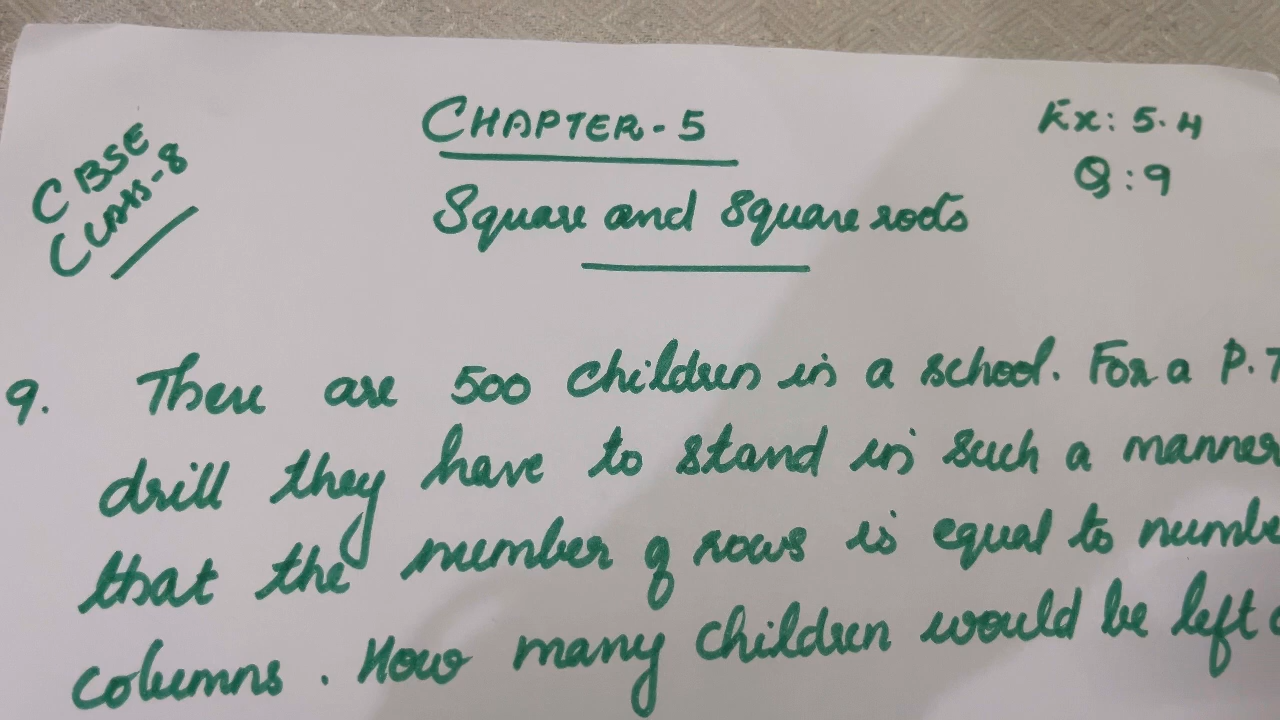 CBSE
CLASS-8
CHAPTER-5
Square and Square roots
Ex: 5.4
Q:9
9. There are 500 children in a school. For a P.T
drill they have to stand in such a manner
that the number of rows is equal to numbe
columns. How many children would be left